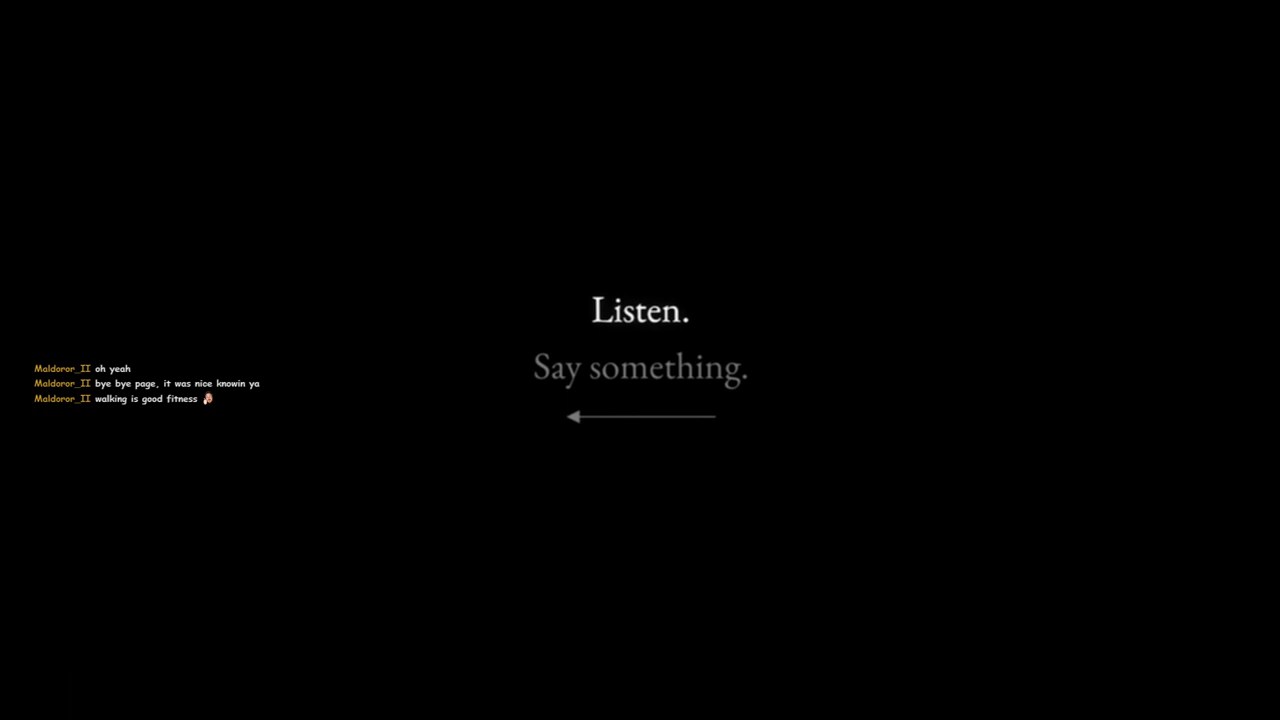 Listen.
Say something.
Maldoror_II oh yeah
Maldoror_II bye bye page, it was nice knowin ya
Maldoror_II walking is good fitness